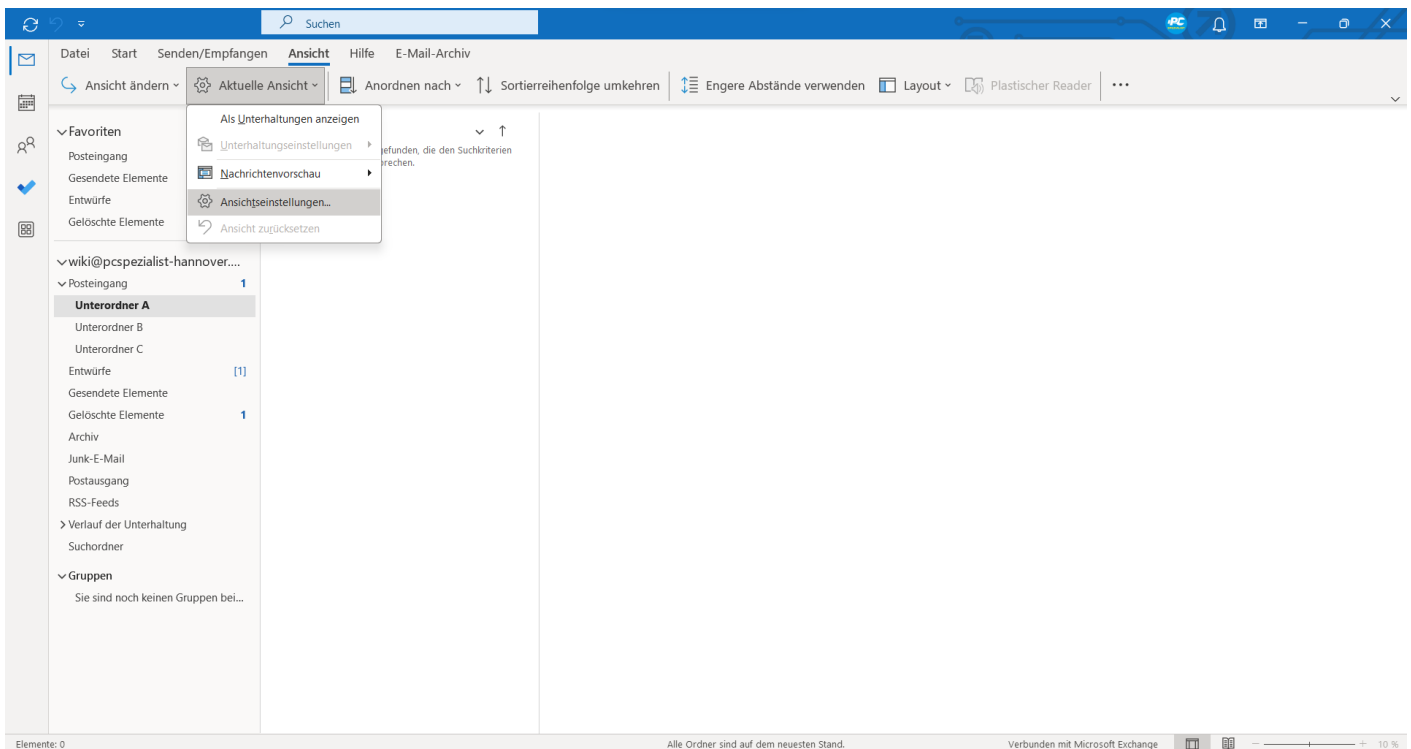 Suchen
PC
Datei Start Senden/Empfangen Ansicht Hilfe E-Mail-Archiv
Ansicht ändern Aktuelle Ansicht Anordnen nach Sortierreihenfolge umkehren Engere Abstände verwenden Layout Plastischer Reader ...
Als Unterhaltungen anzeigen
Unterhaltungseinstellungen
Nachrichtenvorschau
Ansichtseinstellungen...
Ansicht zurücksetzen
die den Suchkriterien
Favoriten
Posteingang
Gesendete Elemente
Entwürfe
Gelöschte Elemente
wiki@pcspezialist-hannover....
Posteingang 1
Unterordner A
Unterordner B
Unterordner C
Entwürfe [1]
Gesendete Elemente
Gelöschte Elemente 1
Archiv
Junk-E-Mail
Postausgang
RSS-Feeds
Verlauf der Unterhaltung
Suchordner
Gruppen
Sie sind noch keinen Gruppen bei...
Elemente: 0 Alle Ordner sind auf dem neuesten Stand. Verbunden mit Microsoft Exchange 10 %